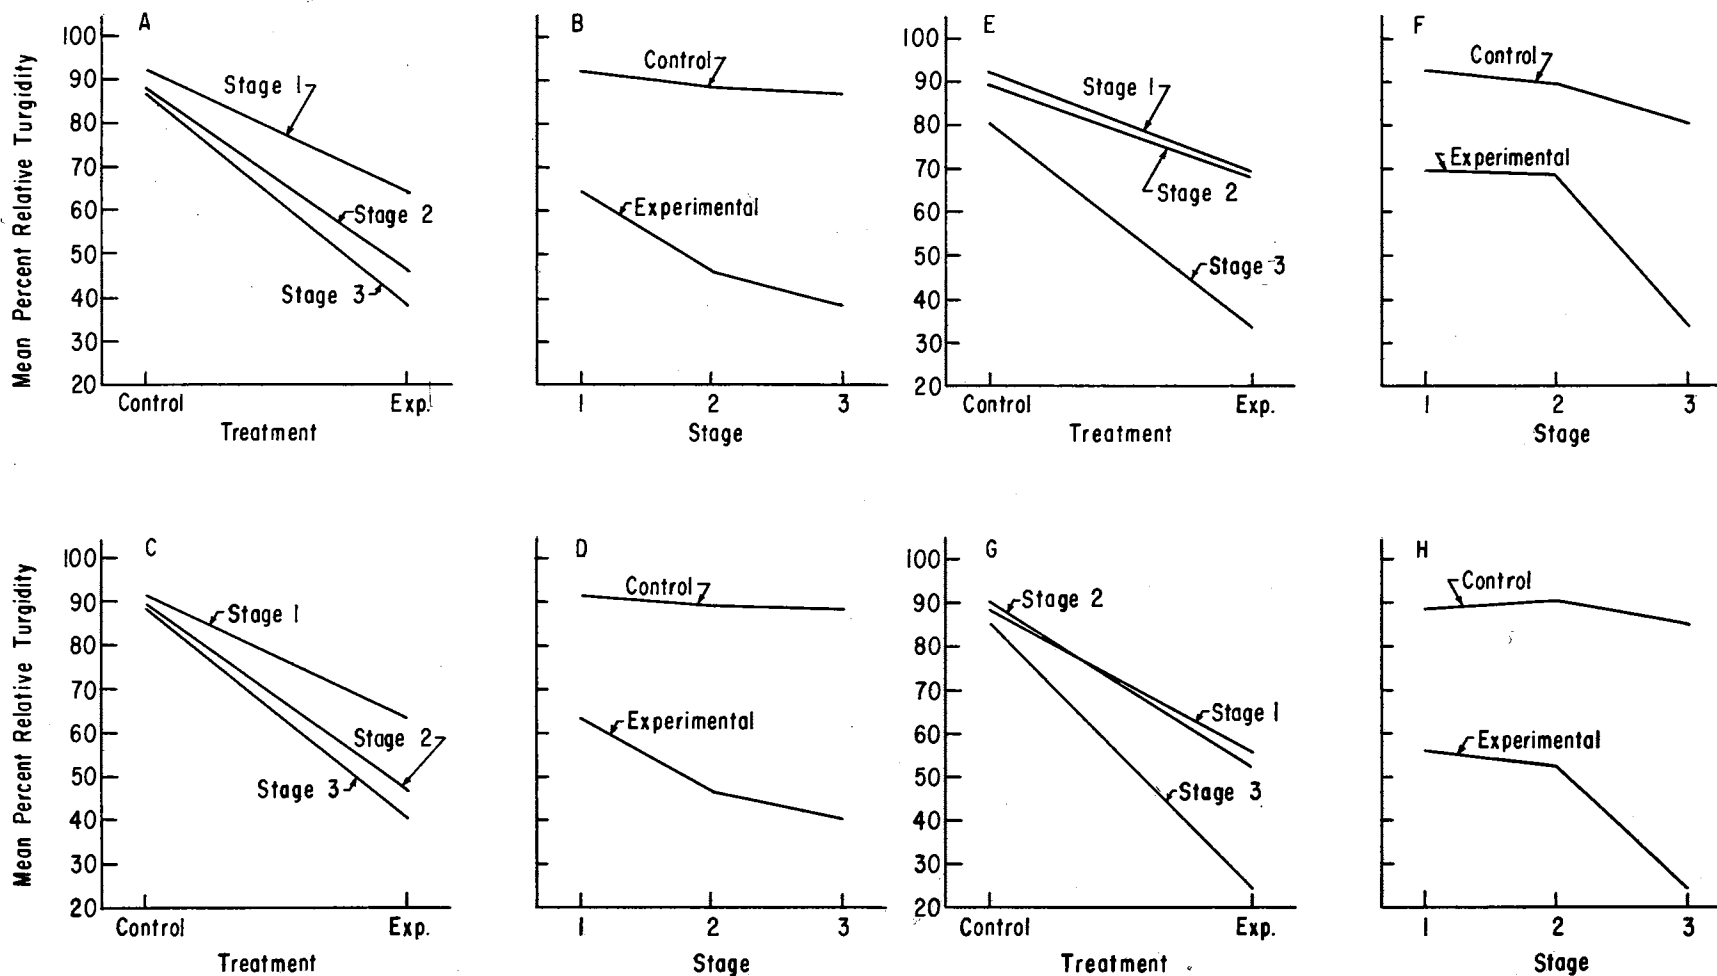 A
Mean Percent Relative Turgidity
100
90
80
70
60
50
40
30
20
Stage 1
Stage 2
Stage 3
Control
Exp.
Treatment
B
Control
Experimental
1
2
3
Stage
E
100
90
80
70
60
50
40
30
20
Stage 1
Stage 2
Stage 3
Control
Exp.
Treatment
F
Control
Experimental
1
2
3
Stage
C
Mean Percent Relative Turgidity
100
90
80
70
60
50
40
30
20
Stage 1
Stage 2
Stage 3
Control
Exp.
Treatment
D
Control
Experimental
1
2
3
Stage
G
100
90
80
70
60
50
40
30
20
Stage 2
Stage 1
Stage 3
Control
Exp.
Treatment
H
Control
Experimental
1
2
3
Stage